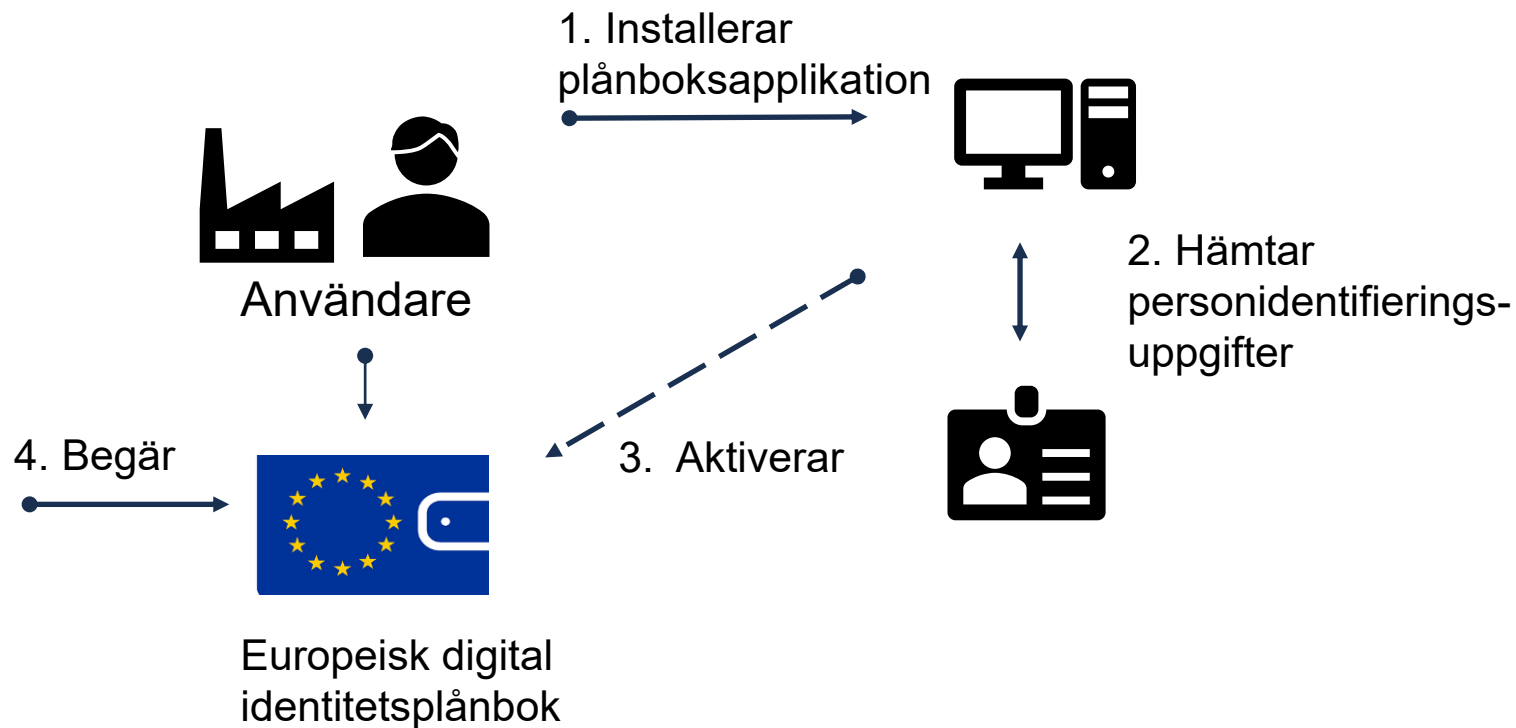 1. Installerar
plånboksapplikation
Användare
2. Hämtar
personidentifierings-
uppgifter
4. Begär
3. Aktiverar
Europeisk digital
identitetsplånbok